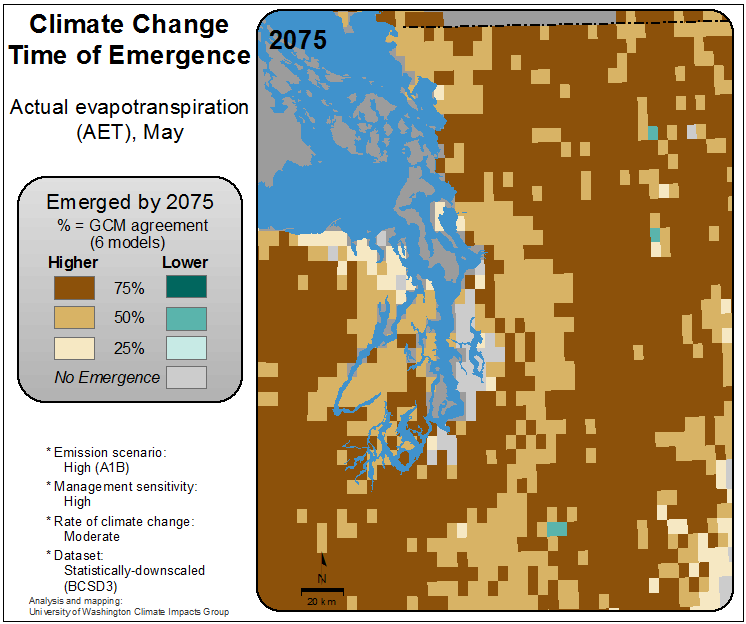 Climate Change
Time of Emergence
Actual evapotranspiration
(AET), May
Emerged by 2075
% = GCM agreement
(6 models)
Higher Lower
75%
50%
25%
No Emergence
* Emission scenario:
High (A1B)
* Management sensitivity:
High
* Rate of climate change:
Moderate
* Dataset:
Statistically-downscaled
(BCSD3)
Analysis and mapping:
University of Washington Climate Impacts Group
2075
N
20 km